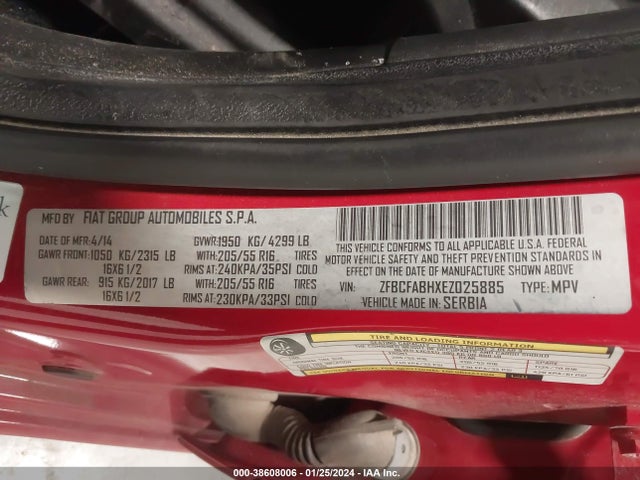 k
MFD BY FIAT GROUP AUTOMOBILES S.P.A.
DATE OF MFR: 4/14 GVWR: 1950 KG/ 4299 LB
GAWR FRONT: 1050 KG/ 2315 LB WITH: 205/55 R16 TIRES
16X6 1/2 RIMS AT: 240KPA/35PSI COLD
GAWR REAR: 915 KG/ 2017 LB WITH: 205/55 R16 TIRES
16X6 1/2 RIMS AT: 230KPA/33PSI COLD
THIS VEHICLE CONFORMS TO ALL APPLICABLE U.S.A. FEDERAL
MOTOR VEHICLE SAFETY AND THEFT PREVENTION STANDARDS IN
EFFECT ON THE DATE OF MANUFACTURE SHOWN ABOVE.
VIN: ZFBCFABHXEZ025885 TYPE: MPV
VEHICLE MADE IN: SERBIA
000-38608006 • 01/25/2024 • IAA Inc.